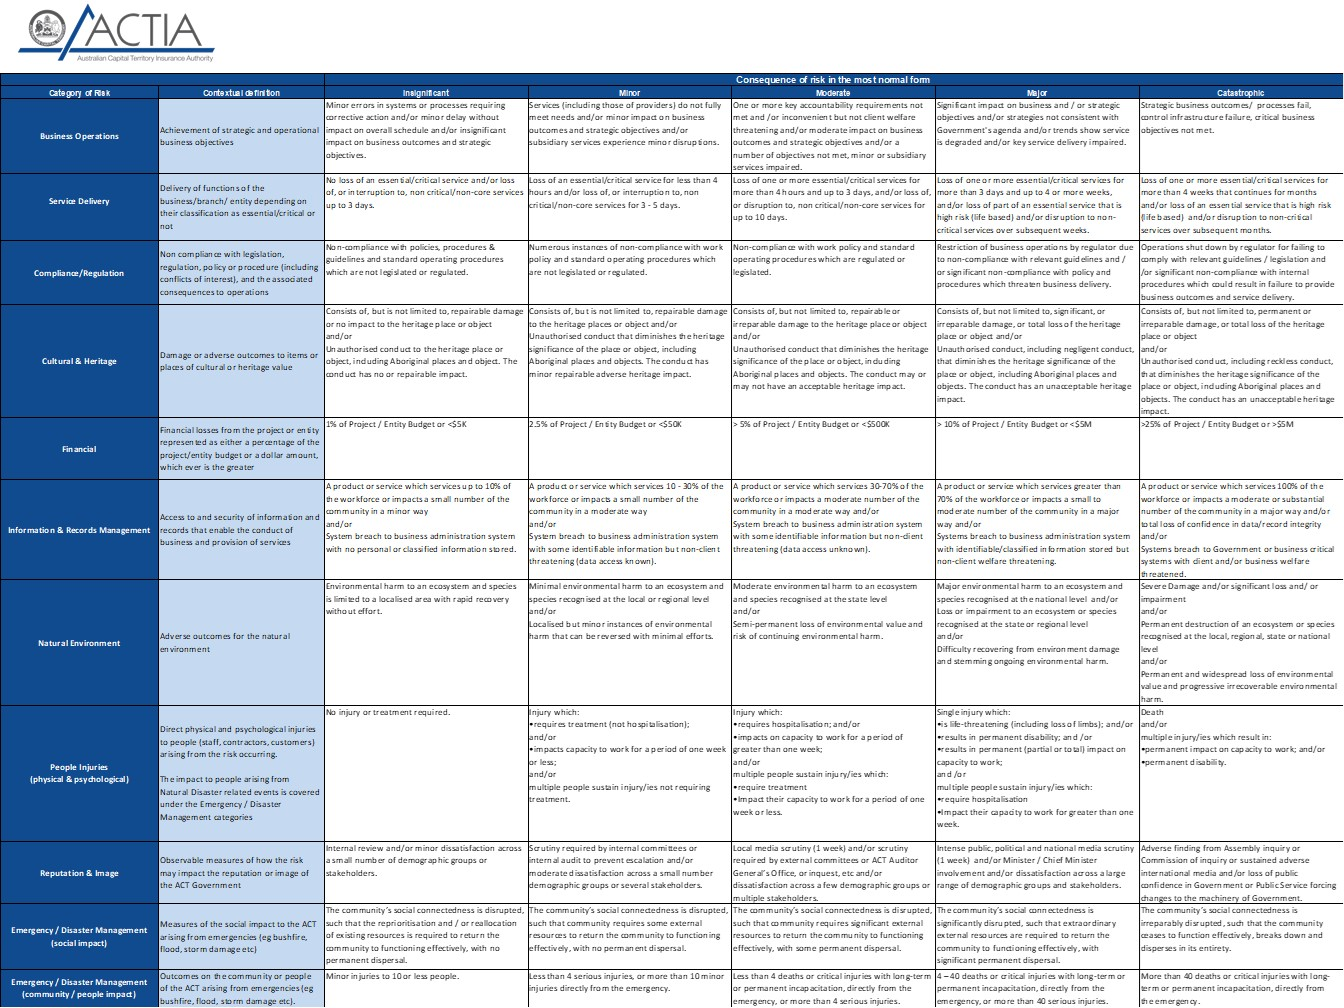 ACTIA
Australian Capital Territory Insurance Authority
Consequence of risk in the most normal form
Category of Risk
Contextual definition
Insignificant
Minor
Moderate
Major
Catastrophic
Business Operations
Achievement of strategic and operational
business objectives
Minor errors in systems or processes requiring
corrective action and/or minor delay without
impact on overall schedule and/or insignificant
impact on business outcomes and strategic
objectives.
Services (including those of providers) do not fully
meet needs and/or minor impact on business
outcomes and strategic objectives and/or
subsidiary services experience minor disruptions.
One or more key accountability requirements not
met and /or inconvenient but not client welfare
threatening and/or moderate impact on business
outcomes and strategic objectives and/or a
number of objectives not met, minor or subsidiary
services impaired.
Significant impact on business and / or strategic
objectives and/or strategies not consistent with
Government's agenda and/or trends show service
is degraded and/or key service delivery impaired.
Strategic business outcomes/ processes fail,
control infrastructure failure, critical business
objectives not met.
Service Delivery
Delivery of functions of the
business/branch/ entity depending on
their classification as essential/critical or
not
No loss of an essential/critical service and/or loss
of, or interruption to, non critical/non-core services
up to 3 days.
Loss of an essential/critical service for less than 4
hours and/or loss of, or interruption to, non
critical/non-core services for 3 - 5 days.
Loss of one or more essential/critical services for
more than 4 hours and up to 3 days, and/or loss of,
or disruption to, non critical/non-core services for
up to 10 days.
Loss of one or more essential/critical services for
more than 3 days and up to 4 or more weeks,
and/or loss of part of an essential service that is
high risk (life based) and/or disruption to non-
critical services over subsequent weeks.
Loss of one or more essential/critical services for
more than 4 weeks that continues for months
and/or loss of an essential service that is high risk
(life based) and/or disruption to non-critical
services over subsequent months.
Compliance/Regulation
Non compliance with legislation,
regulation, policy or procedure (including
conflicts of interest), and the associated
consequences to operations
Non-compliance with policies, procedures &
guidelines and standard operating procedures
which are not legislated or regulated.
Numerous instances of non-compliance with work
policy and standard operating procedures which
are not legislated or regulated.
Non-compliance with work policy and standard
operating procedures which are regulated or
legislated.
Restriction of business operations by regulator due
to non-compliance with relevant guidelines and /
or significant non-compliance with policy and
procedures which threaten business delivery.
Operations shut down by regulator for failing to
comply with relevant guidelines / legislation and
/or significant non-compliance with internal
procedures which could result in failure to provide
business outcomes and service delivery.
Cultural & Heritage
Damage or adverse outcomes to items or
places of cultural or heritage value
Consists of, but is not limited to, repairable damage
or no impact to the heritage place or object
and/or
Unauthorised conduct to the heritage place or
object, including Aboriginal places and object. The
conduct has no or repairable impact.
Consists of, but is not limited to, repairable damage
to the heritage places or object and/or
Unauthorised conduct that diminishes the heritage
significance of the place or object, including
Aboriginal places and objects. The conduct has
minor repairable adverse heritage impact.
Consists of, but not limited to, repairable or
irreparable damage to the heritage place or object
and/or
Unauthorised conduct that diminishes the heritage
significance of the place or object, including
Aboriginal places and objects. The conduct may or
may not have an acceptable heritage impact.
Consists of, but not limited to, significant, or
irreparable damage, or total loss of the heritage
place or object
and/or
Unauthorised conduct, including negligent conduct,
that diminishes the heritage significance of the
place or object, including Aboriginal places and
objects. The conduct has an unacceptable heritage
impact.
Consists of, but not limited to, permanent or
irreparable damage, or total loss of the heritage
place or object
and/or
Unauthorised conduct, including reckless conduct,
that diminishes the heritage significance of the
place or object, including Aboriginal places and
objects. The conduct has an unacceptable heritage
impact.
Financial
Financial losses from the project or entity
represented as either a percentage of the
project/entity budget or a dollar amount,
which ever is the greater
1% of Project / Entity Budget or <$5K
2.5% of Project / Entity Budget or <$50K
> 5% of Project / Entity Budget or <$500K
> 10% of Project / Entity Budget or <$5M
>25% of Project / Entity Budget or >$5M
Information & Records Management
Access to and security of information and
records that enable the conduct of
business and provision of services
A product or service which services up to 10% of
the workforce or impacts a small number of the
community in a minor way
and/or
System breach to business administration system
with no personal or classified information stored.
A product or service which services 10 - 30% of the
workforce or impacts a small number of the
community in a moderate way
and/or
System breach to business administration system
with some identifiable information but non-client
threatening (data access known).
A product or service which services 30-70% of the
workforce or impacts a moderate number of the
community in a moderate way and/or
System breach to business administration system
with some identifiable information but non-client
threatening (data access unknown).
A product or service which services greater than
70% of the workforce or impacts a small to
moderate number of the community in a major
way and/or
Systems breach to business administration system
with identifiable/classified information stored but
non-client welfare threatening.
A product or service which services 100% of the
workforce or impacts a moderate or substantial
number of the community in a major way and/or
total loss of confidence in data/record integrity
and/or
Systems breach to Government or business critical
systems with client and/or business welfare
threatened.
Natural Environment
Adverse outcomes for the natural
environment
Environmental harm to an ecosystem and species
is limited to a localised area with rapid recovery
without effort.
Minimal environmental harm to an ecosystem and
species recognised at the local or regional level
and/or
Localised but minor instances of environmental
harm that can be reversed with minimal efforts.
Moderate environmental harm to an ecosystem
and species recognised at the state level
and/or
Semi-permanent loss of environmental value and
risk of continuing environmental harm.
Major environmental harm to an ecosystem and
species recognised at the national level and/or
Loss or impairment to an ecosystem or species
recognised at the state or regional level
and/or
Difficulty recovering from environment damage
and stemming ongoing environmental harm.
Severe Damage and/or significant loss and/ or
impairment
and/or
Permanent destruction of an ecosystem or species
recognised at the local, regional, state or national
level
and/or
Permanent and widespread loss of environmental
value and progressive irrecoverable environmental
harm.
People Injuries
(physical & psychological)
Direct physical and psychological injuries
to people (staff, contractors, customers)
arising from the risk occurring.
The impact to people arising from
Natural Disaster related events is covered
under the Emergency / Disaster
Management categories
No injury or treatment required.
Injury which:
•requires treatment (not hospitalisation);
and/or
•impacts capacity to work for a period of one week
or less;
and/or
multiple people sustain injury/ies not requiring
treatment.
Injury which:
•requires hospitalisation; and/or
•impacts on capacity to work for a period of
greater than one week;
and/or
multiple people sustain injury/ies which:
•require treatment
•Impact their capacity to work for a period of one
week or less.
Single injury which:
•is life-threatening (including loss of limbs); and/or
•results in permanent disability; and /or
•results in permanent (partial or total) impact on
capacity to work;
and /or
multiple people sustain injury/ies which:
•require hospitalisation
•Impact their capacity to work for greater than one
week.
Death
and/or
multiple injury/ies which result in:
•permanent impact on capacity to work; and/or
•permanent disability.
Reputation & Image
Observable measures of how the risk
may impact the reputation or image of
the ACT Government
Internal review and/or minor dissatisfaction across
a small number of demographic groups or
stakeholders.
Scrutiny required by internal committees or
internal audit to prevent escalation and/or
moderate dissatisfaction across a small number
demographic groups or several stakeholders.
Local media scrutiny (1 week) and/or scrutiny
required by external committees or ACT Auditor
General's Office, or inquest, etc and/or
dissatisfaction across a few demographic groups or
multiple stakeholders.
Intense public, political and national media scrutiny
(1 week) and/or Minister / Chief Minister
involvement and/or dissatisfaction across a large
range of demographic groups and stakeholders.
Adverse finding from Assembly inquiry or
Commission of inquiry or sustained adverse
international media and/or loss of public
confidence in Government or Public Service forcing
changes to the machinery of Government.
Emergency / Disaster Management
(social impact)
Measures of the social impact to the ACT
arising from emergencies (eg bushfire,
flood, storm damage etc)
The community's social connectedness is disrupted,
such that the reprioritisation and / or reallocation
of existing resources is required to return the
community to functioning effectively, with no
permanent dispersal.
The community's social connectedness is disrupted,
such that community requires some external
resources to return the community to functioning
effectively, with no permanent dispersal.
The community's social connectedness is disrupted,
such that community requires significant external
resources to return the community to functioning
effectively, with some permanent dispersal.
The community's social connectedness is
significantly disrupted, such that extraordinary
external resources are required to return the
community to functioning effectively, with
significant permanent dispersal.
The community's social connectedness is
irreparably disrupted, such that the community
ceases to function effectively, breaks down and
disperses in its entirety.
Emergency / Disaster Management
(community / people impact)
Outcomes on the community or people
of the ACT arising from emergencies (eg
bushfire, flood, storm damage etc).
Minor injuries to 10 or less people.
Less than 4 serious injuries, or more than 10 minor
injuries directly from the emergency.
Less than 4 deaths or critical injuries with long-term
or permanent incapacitation, directly from the
emergency, or more than 4 serious injuries.
4 – 40 deaths or critical injuries with long-term or
permanent incapacitation, directly from the
emergency, or more than 40 serious injuries.
More than 40 deaths or critical injuries with long-
term or permanent incapacitation, directly from
the emergency.